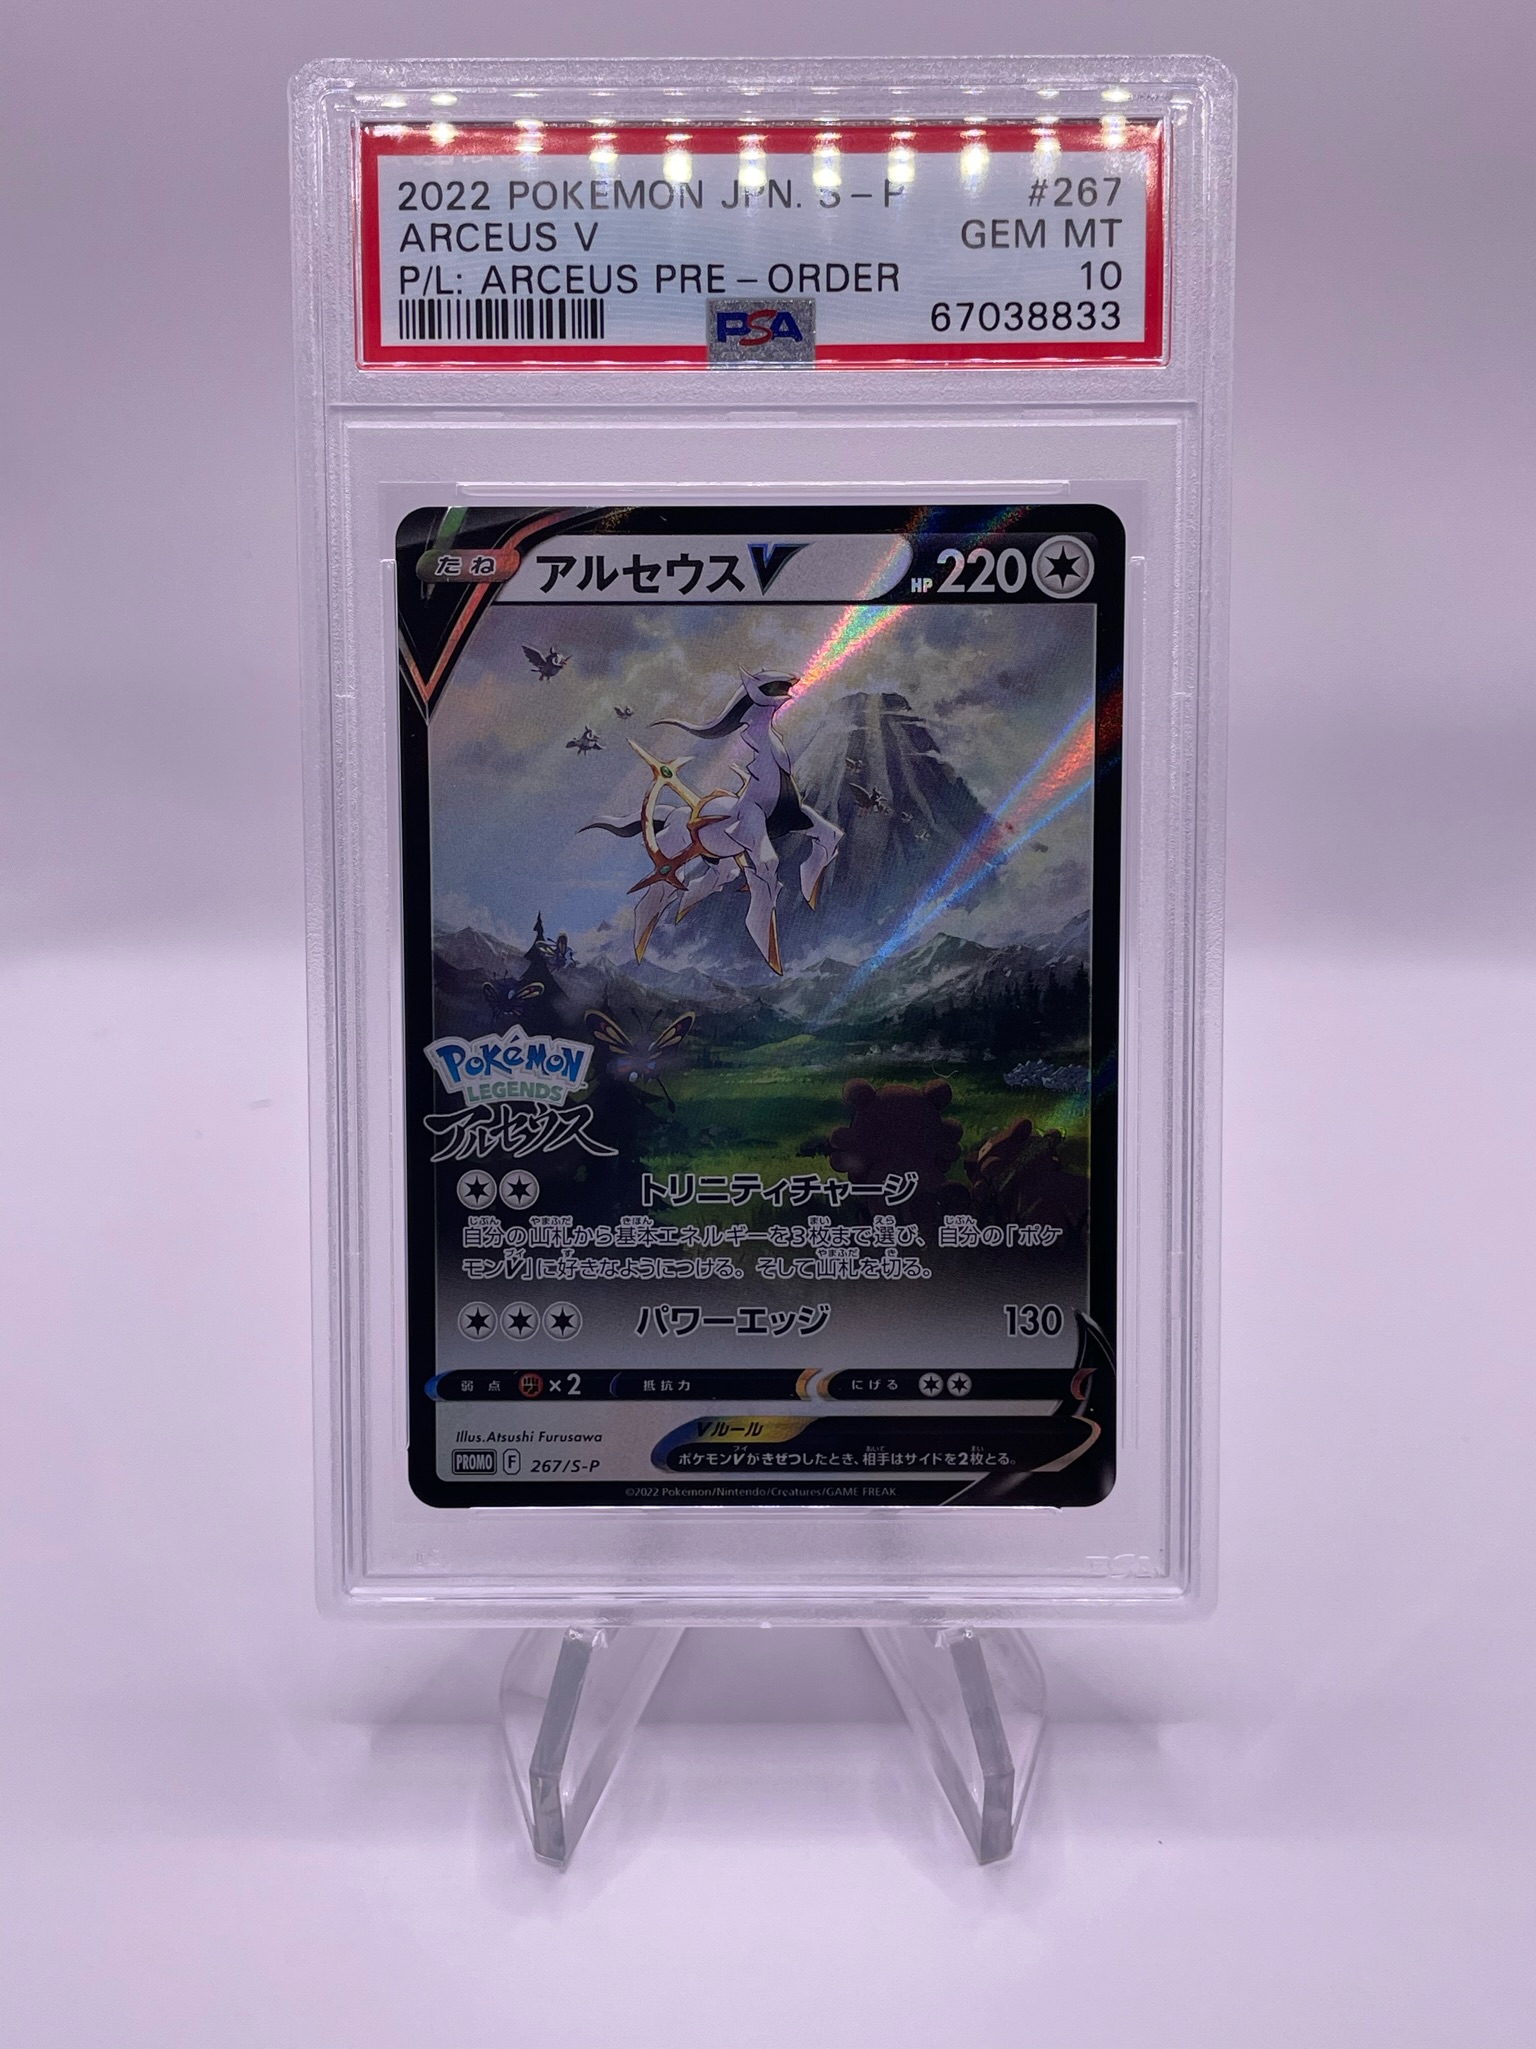 2022 POKEMON JPN. S-P #267
ARCEUS V GEM MT
P/L: ARCEUS PRE-ORDER 10
PSA 67038833
たね アルセウスV HP 220
Pokémon
LEGENDS
アルセウス
トリニティチャージ
自分の山札から基本エネルギーを3枚まで選び、自分の「ポケ
モンV」に好きなようにつける。そして山札を切る。
パワーエッジ 130
弱点 ×2 抵抗力 にげる
Illus.Atsushi Furusawa
Vルール
ポケモンVがきぜつしたとき、相手はサイドを2枚とる。
PROMO F 267/S-P
©2022 Pokémon/Nintendo/Creatures/GAME FREAK